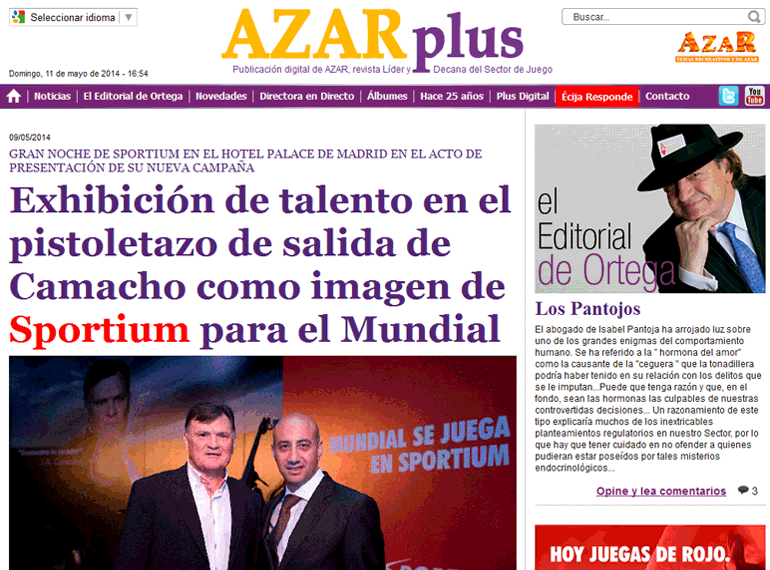 Seleccionar idioma
AZARplus
Buscar...
AZAR
TEMAS RECREATIVOS Y DE AZAR
Domingo, 11 de mayo de 2014 - 16:54
Publicación digital de AZAR, revista Líder y Decana del Sector de Juego
Noticias | El Editorial de Ortega | Novedades | Directora en Directo | Álbumes | Hace 25 años | Plus Digital | Écija Responde | Contacto
You Tube
09/05/2014
GRAN NOCHE DE SPORTIUM EN EL HOTEL PALACE DE MADRID EN EL ACTO DE
PRESENTACIÓN DE SU NUEVA CAMPAÑA
Exhibición de talento en el
pistoletazo de salida de
Camacho como imagen de
Sportium para el Mundial
MUNDIAL SE JUEGA
EN SPORTIUM
A
el
Editorial
de Ortega
Los Pantojos
El abogado de Isabel Pantoja ha arrojado luz sobre
uno de los grandes enigmas del comportamiento
humano. Se ha referido a la " hormona del amor"
como la causante de la "ceguera " que la tonadillera
podría haber tenido en su relación con los delitos que
se le imputan...Puede que tenga razón y que, en el
fondo, sean las hormonas las culpables de nuestras
controvertidas decisiones... Un razonamiento de este
tipo explicaría muchos de los inextricables
planteamientos regulatorios en nuestro Sector, por lo
que hay que tener cuidado en no ofender a quienes
pudieran estar poseídos por tales misterios
endocrinológicos...
Opine y lea comentarios 3
HOY JUEGAS DE ROJO.